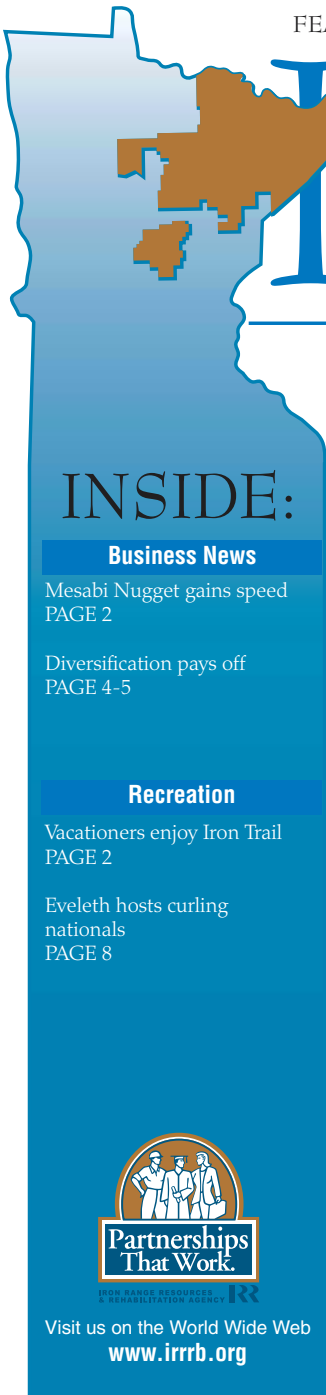 FEA
INSIDE:
Business News
Mesabi Nugget gains speed
PAGE 2
Diversification pays off
PAGE 4-5
Recreation
Vacationers enjoy Iron Trail
PAGE 2
Eveleth hosts curling
nationals
PAGE 8
Partnerships
That Work.
IRON RANGE RESOURCES
& REHABILITATION AGENCY
IRR
Visit us on the World Wide Web
www.irrrb.org